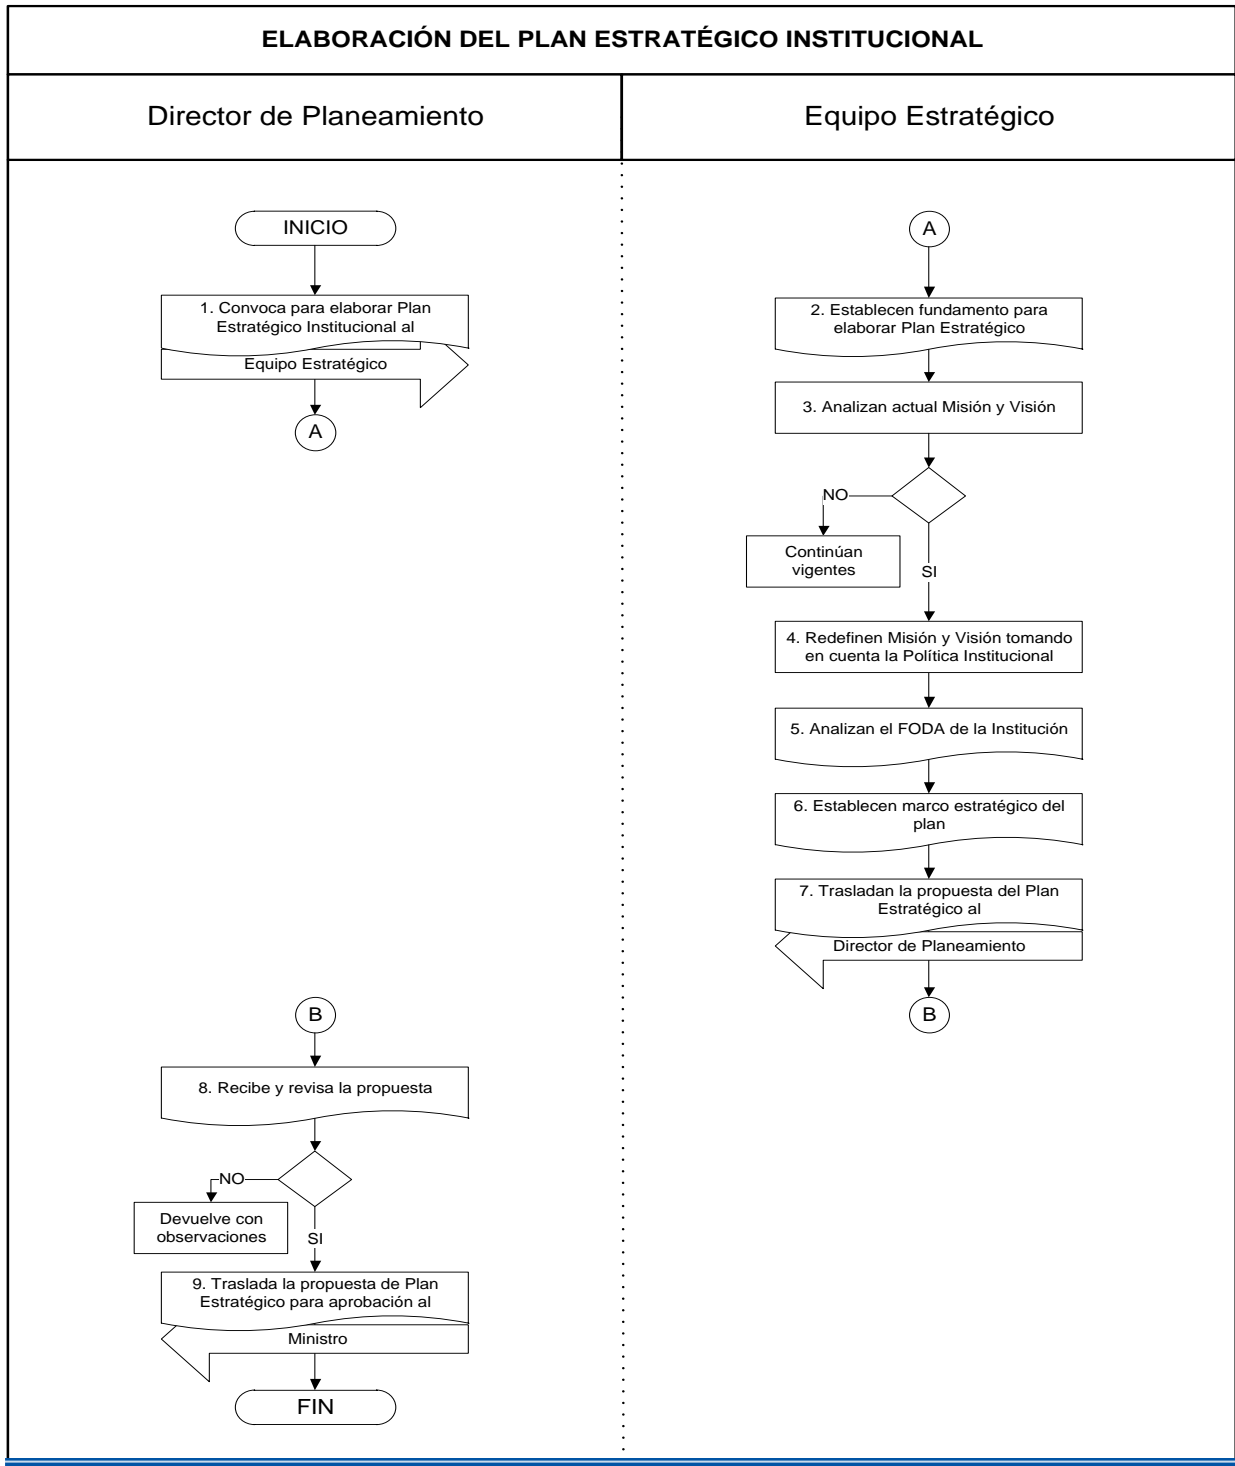 ELABORACIÓN DEL PLAN ESTRATÉGICO INSTITUCIONAL
Director de Planeamiento
Equipo Estratégico
INICIO
1. Convoca para elaborar Plan
Estratégico Institucional al
Equipo Estratégico
A
A
2. Establecen fundamento para
elaborar Plan Estratégico
3. Analizan actual Misión y Visión
NO
Continúan
vigentes
SI
4. Redefinen Misión y Visión tomando
en cuenta la Política Institucional
5. Analizan el FODA de la Institución
6. Establecen marco estratégico del
plan
7. Trasladan la propuesta del Plan
Estratégico al
Director de Planeamiento
B
B
8. Recibe y revisa la propuesta
NO
Devuelve con
observaciones
SI
9. Traslada la propuesta de Plan
Estratégico para aprobación al
Ministro
FIN